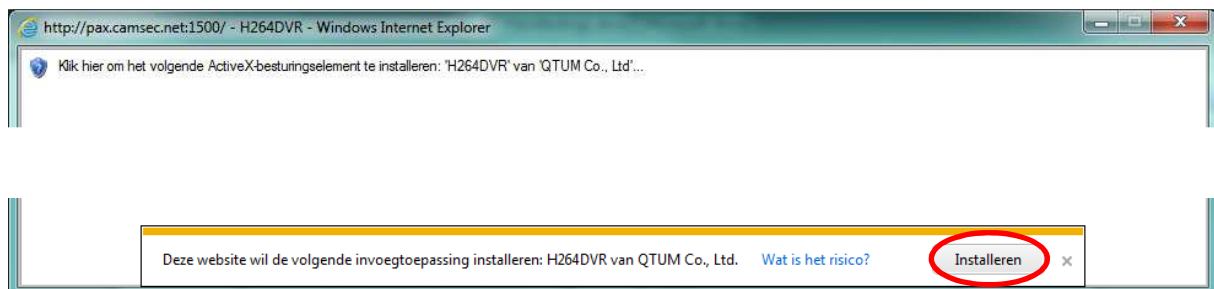 http://pax.camsec.net:1500/ - H264DVR - Windows Internet Explorer
Klik hier om het volgende ActiveX-besturingselement te installeren: 'H264DVR' van 'QTUM Co., Ltd'...
Deze website wil de volgende invoegtoepassing installeren: H264DVR van QTUM Co., Ltd. Wat is het risico? Installeren